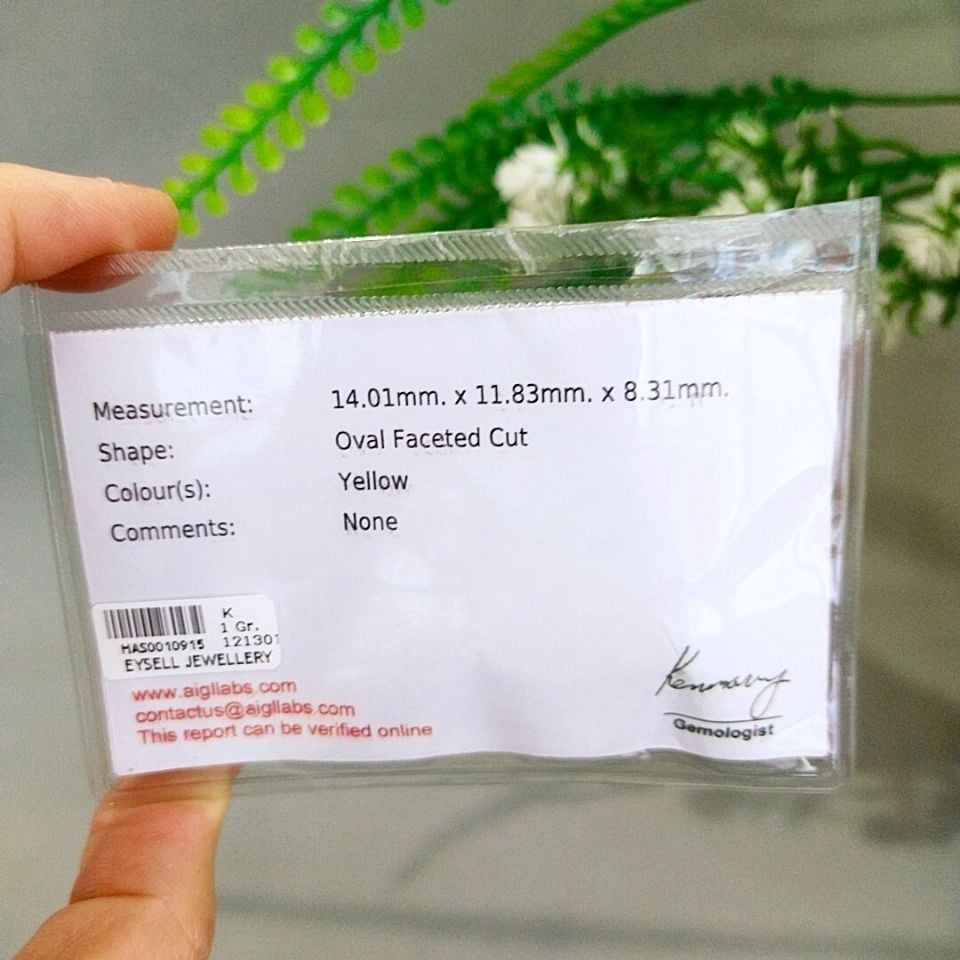 Measurement: 14.01mm. x 11.83mm. x 8.31mm.
Shape: Oval Faceted Cut
Colour(s): Yellow
Comments: None
K
1 Gr.
HAS0010915 121301
EYSELL JEWELLERY
www.aigllabs.com
contactus@aigllabs.com
This report can be verified online
Gemologist